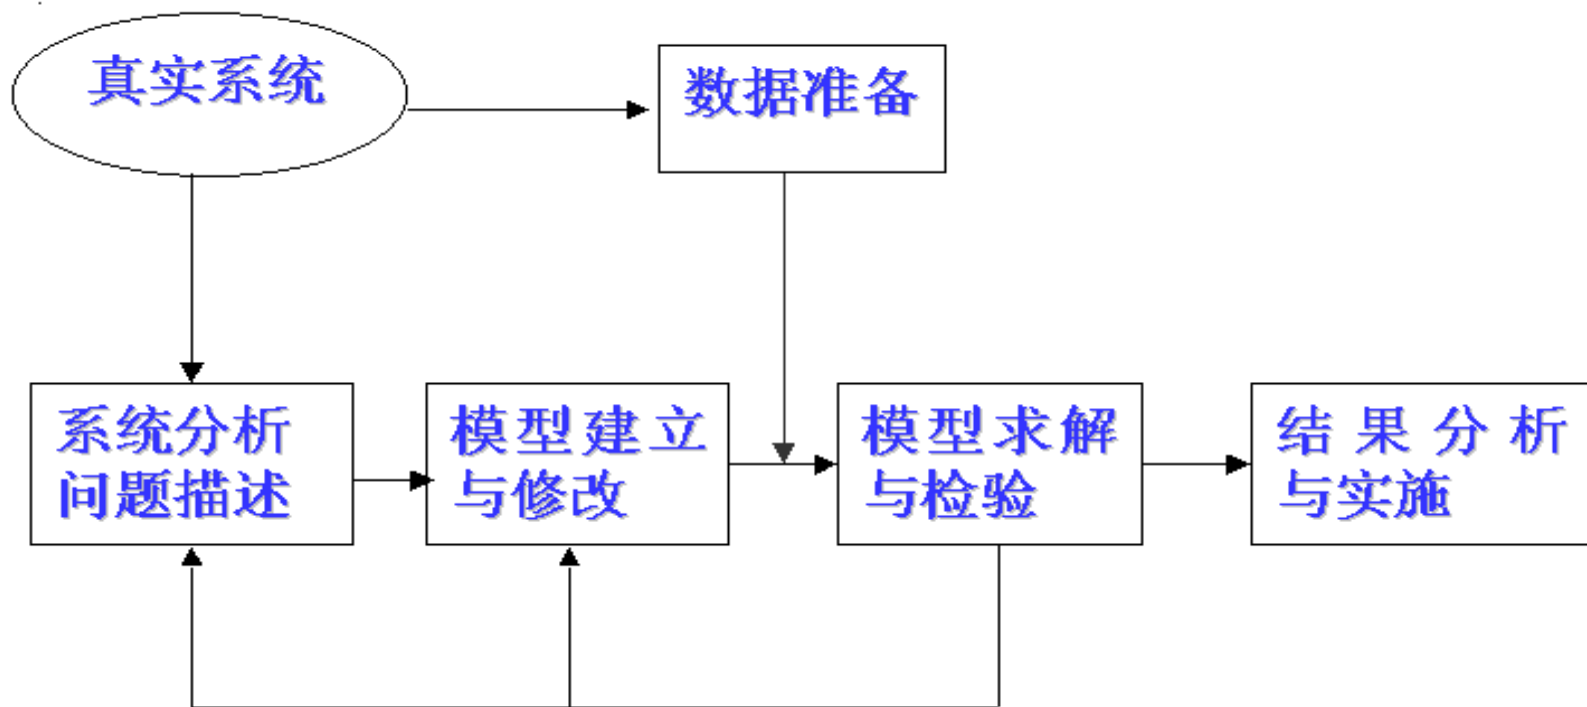 真实系统
数据准备
系统分析
问题描述
模型建立
与修改
模型求解
与检验
结果分析
与实施